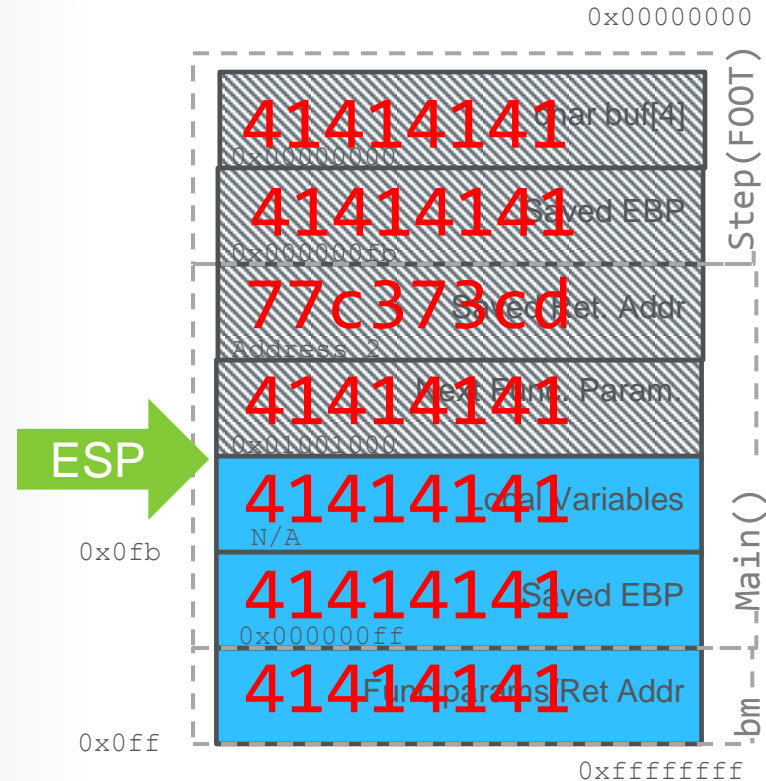 0x00000000
41414141
char buf[4]
0x00000000
41414141
Saved EBP
0x000000fb
77c373cd
Saved Ret. Addr
Address 2
41414141
Next Func. Param.
0x01001000
ESP
41414141
Local Variables
N/A
0x0fb
41414141
Saved EBP
0x000000ff
41414141
Func params/Ret Addr
0x0ff
0xffffffff
Step(FOOT)
Main()
bm